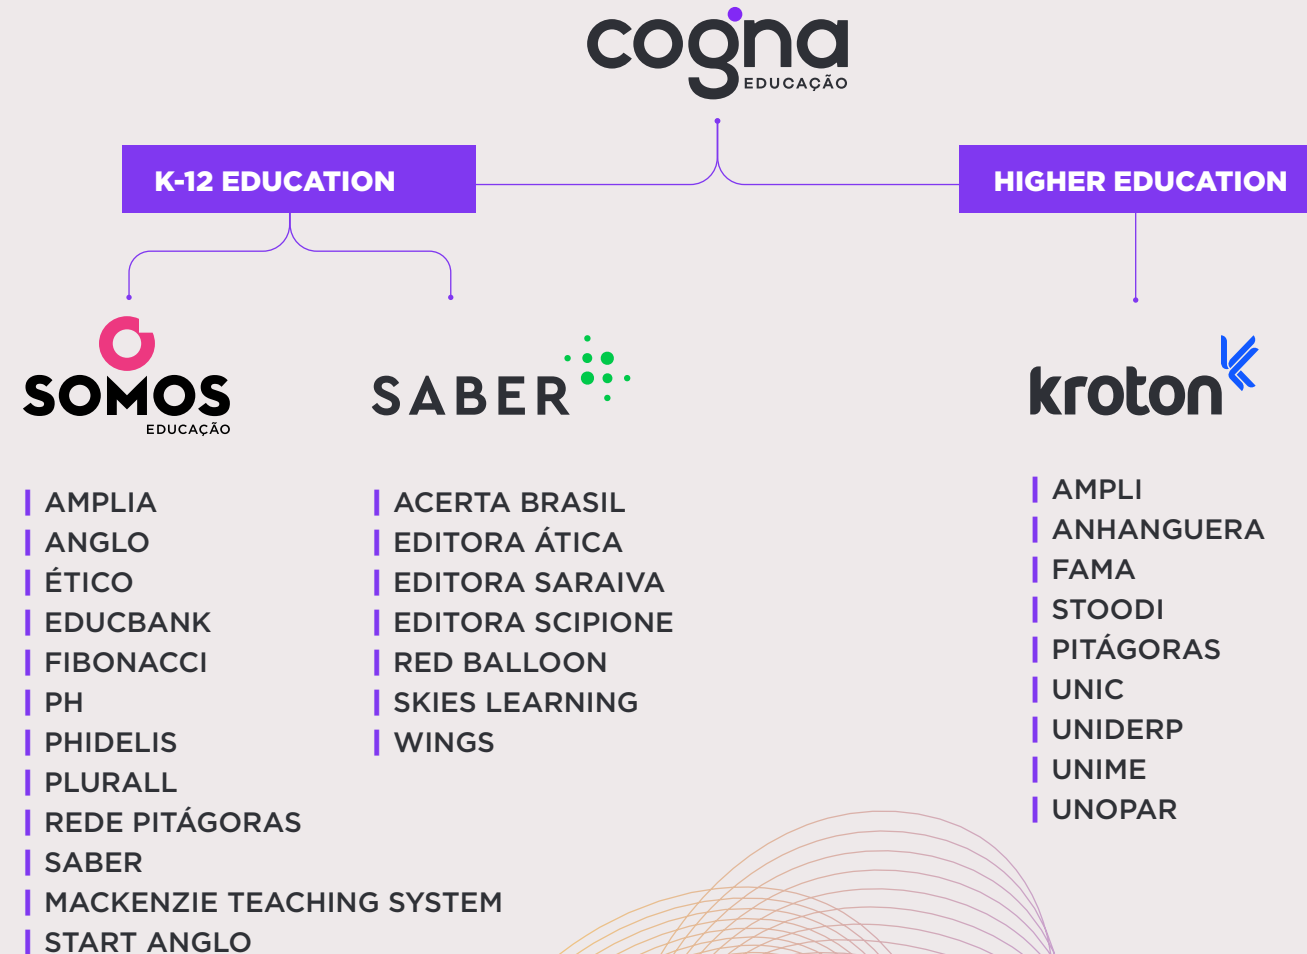 cogna
EDUCAÇÃO
K-12 EDUCATION
HIGHER EDUCATION
SOMOS
EDUCAÇÃO
AMPLIA
ANGLO
ÉTICO
EDUCBANK
FIBONACCI
PH
PHIDELIS
PLURALL
REDE PITÁGORAS
SABER
MACKENZIE TEACHING SYSTEM
START ANGLO
SABER
ACERTA BRASIL
EDITORA ÁTICA
EDITORA SARAIVA
EDITORA SCIPIONE
RED BALLOON
SKIES LEARNING
WINGS
kroton
AMPLI
ANHANGUERA
FAMA
STOODI
PITÁGORAS
UNIC
UNIDERP
UNIME
UNOPAR